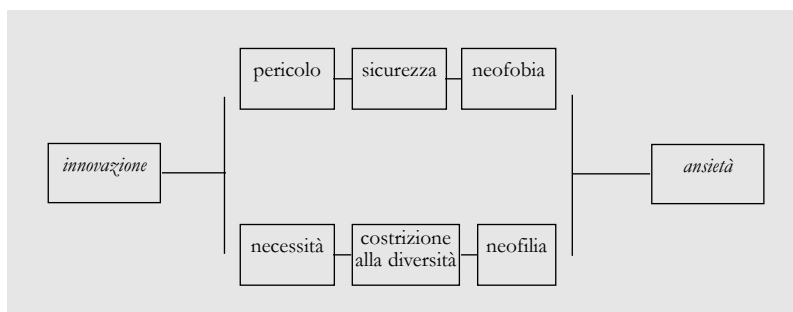 pericolo
sicurezza
neofobia
innovazione
ansietà
necessità
costrizione
alla diversità
neofilia